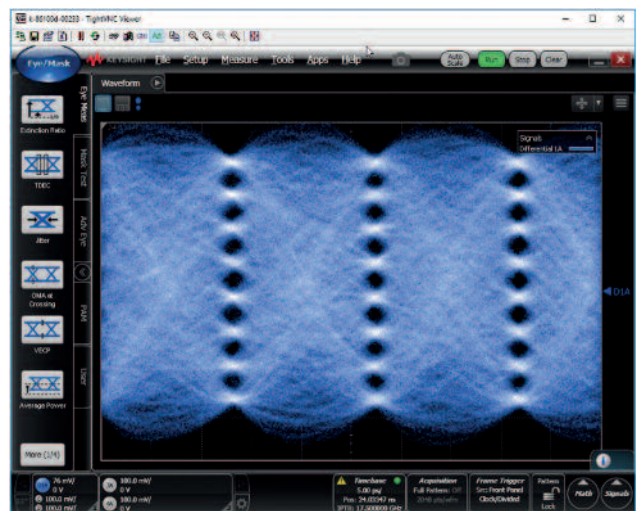 TightVNC Viewer
Eye/Mask
KEYSIGHT File Setup Measure Tools Apps Help
Auto Scale
Run
Stop
Clear
Waveform
Eye Meas
Mask Test
Adv Eye
PAM
User
Extinction Ratio
TDEC
Jitter
OMA at
Crossing
VECP
Average Power
More (1/4)
Signals
Differential 1A
D1A
76 mV/
0 V
100.0 mV/
100.0 mV/
100.0 mV/
0 V
100.0 mV/
0 V
Timebase
5.00 ps/
Pos: 24.03347 ns
Acquisition
Full Pattern: Off
Frame Trigger
Src: Front Panel
Clock/Divided
Pattern
Lock
Math
Signals